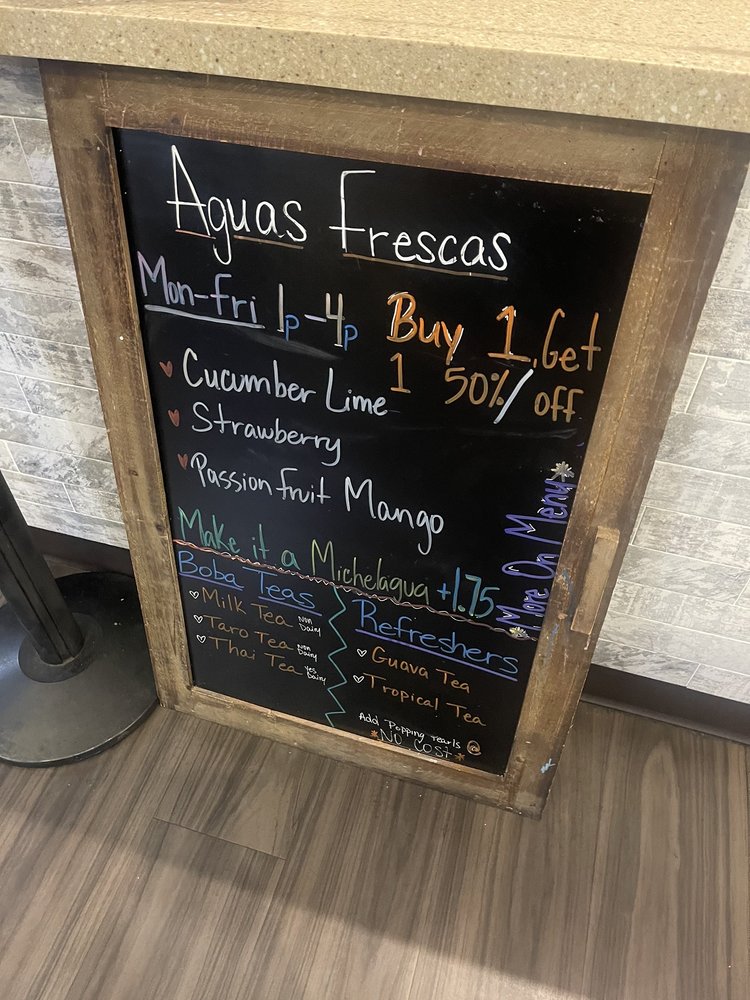 Aguas Frescas
Mon-Fri 1p-4p
Buy 1, Get
1 50% off
Cucumber Lime
Strawberry
Passion fruit Mango
Make it a Michelagua +1.75
More On Menu
Boba Teas
Milk Tea Non Dairy
Taro Tea Non Dairy
Thai Tea Yes Dairy
Refreshers
Guava Tea
Tropical Tea
Add Popping Pearls @
*NO COST*